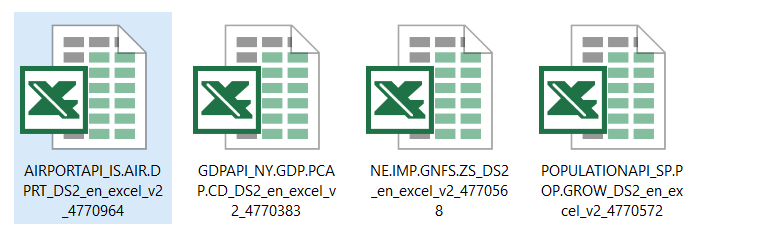 AIRPORTAPI_IS.AIR.D
PRT_DS2_en_excel_v2
_4770964
GDPAPI_NY.GDP.PCA
P.CD_DS2_en_excel_v
2_4770383
NE.IMP.GNFS.ZS_DS2
_en_excel_v2_477056
8
POPULATIONAPI_SP.P
OP.GROW_DS2_en_ex
cel_v2_4770572